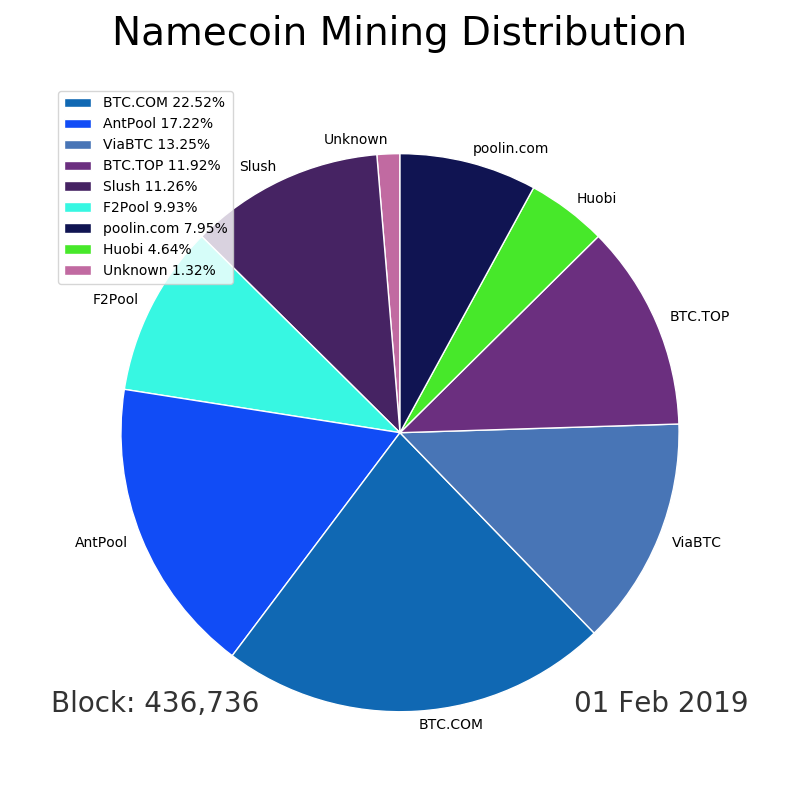 Namecoin Mining Distribution
BTC.COM 22.52%
AntPool 17.22%
ViaBTC 13.25%
BTC.TOP 11.92%
Slush 11.26%
F2Pool 9.93%
poolin.com 7.95%
Huobi 4.64%
Unknown 1.32%
Unknown
poolin.com
Slush
Huobi
F2Pool
BTC.TOP
AntPool
ViaBTC
BTC.COM
Block: 436,736
01 Feb 2019